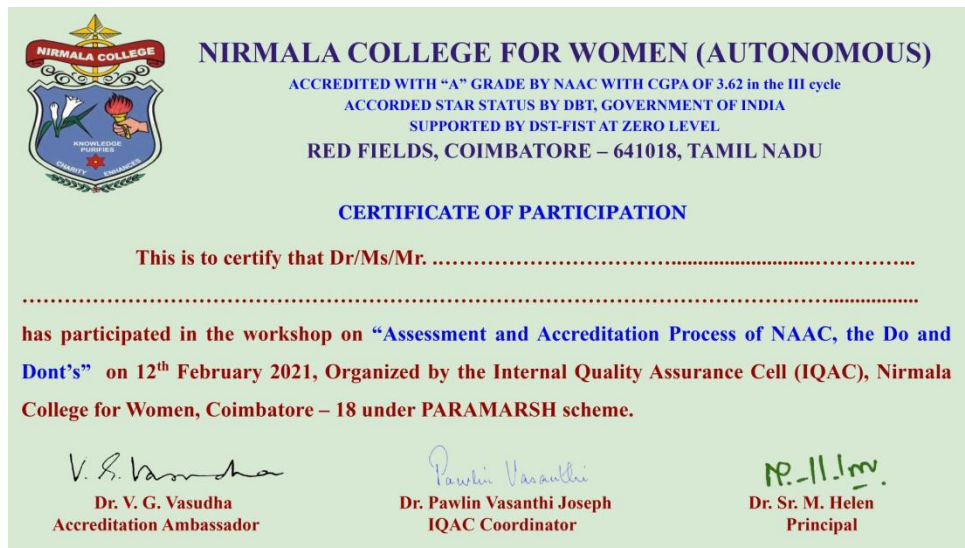 NIRMALA COLLEGE
KNOWLEDGE
PURIFIES
CHARITY ENHANCES
NIRMALA COLLEGE FOR WOMEN (AUTONOMOUS)
ACCREDITED WITH “A” GRADE BY NAAC WITH CGPA OF 3.62 in the III cycle
ACCORDED STAR STATUS BY DBT, GOVERNMENT OF INDIA
SUPPORTED BY DST-FIST AT ZERO LEVEL
RED FIELDS, COIMBATORE – 641018, TAMIL NADU
CERTIFICATE OF PARTICIPATION
This is to certify that Dr/Ms/Mr. ..……………………………..........................……………
……………………………………………………………………………………………………................
has participated in the workshop on “Assessment and Accreditation Process of NAAC, the Do and
Dont’s” on 12th February 2021, Organized by the Internal Quality Assurance Cell (IQAC), Nirmala
College for Women, Coimbatore – 18 under PARAMARSH scheme.
V. G. Vasudha Pawlin Vasanthi
Dr. V. G. Vasudha Dr. Pawlin Vasanthi Joseph Dr. Sr. M. Helen
Accreditation Ambassador IQAC Coordinator Principal